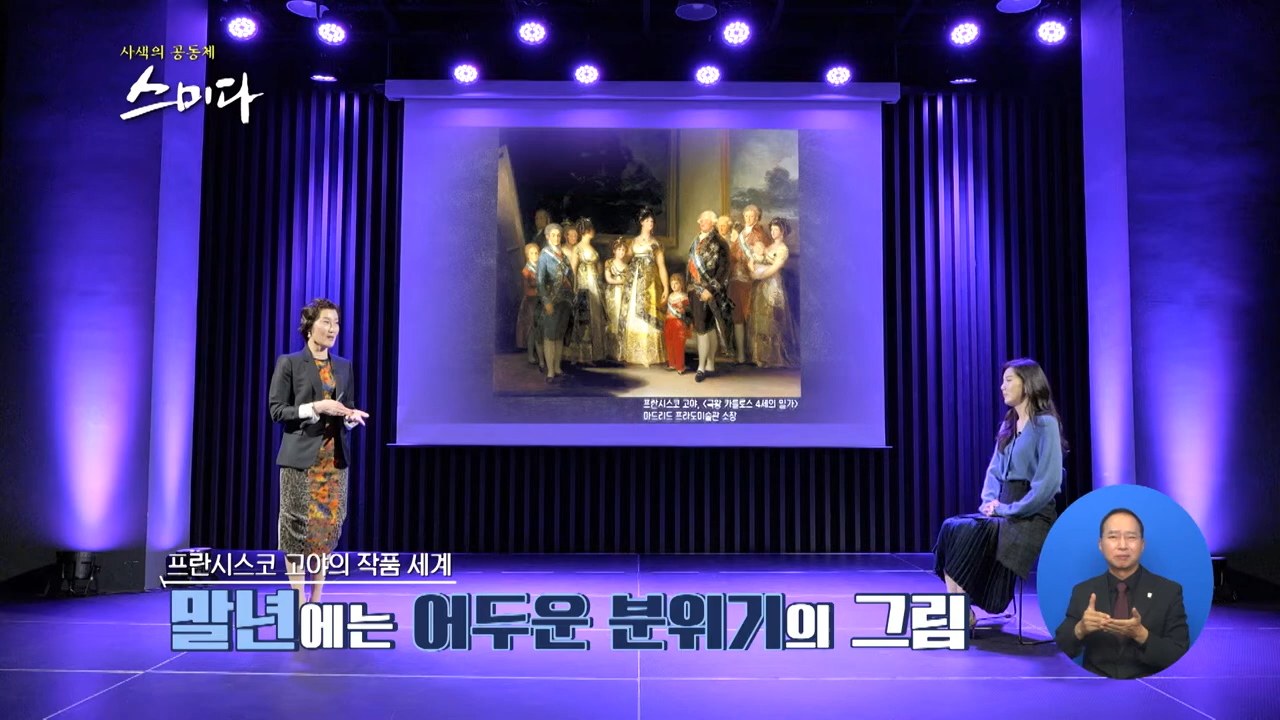 사색의 공동체
스미다
프란시스코 고야, <국왕 카를로스 4세의 일가>
마드리드 프라도미술관 소장
프란시스코 고야의 작품 세계
말년에는 어두운 분위기의 그림